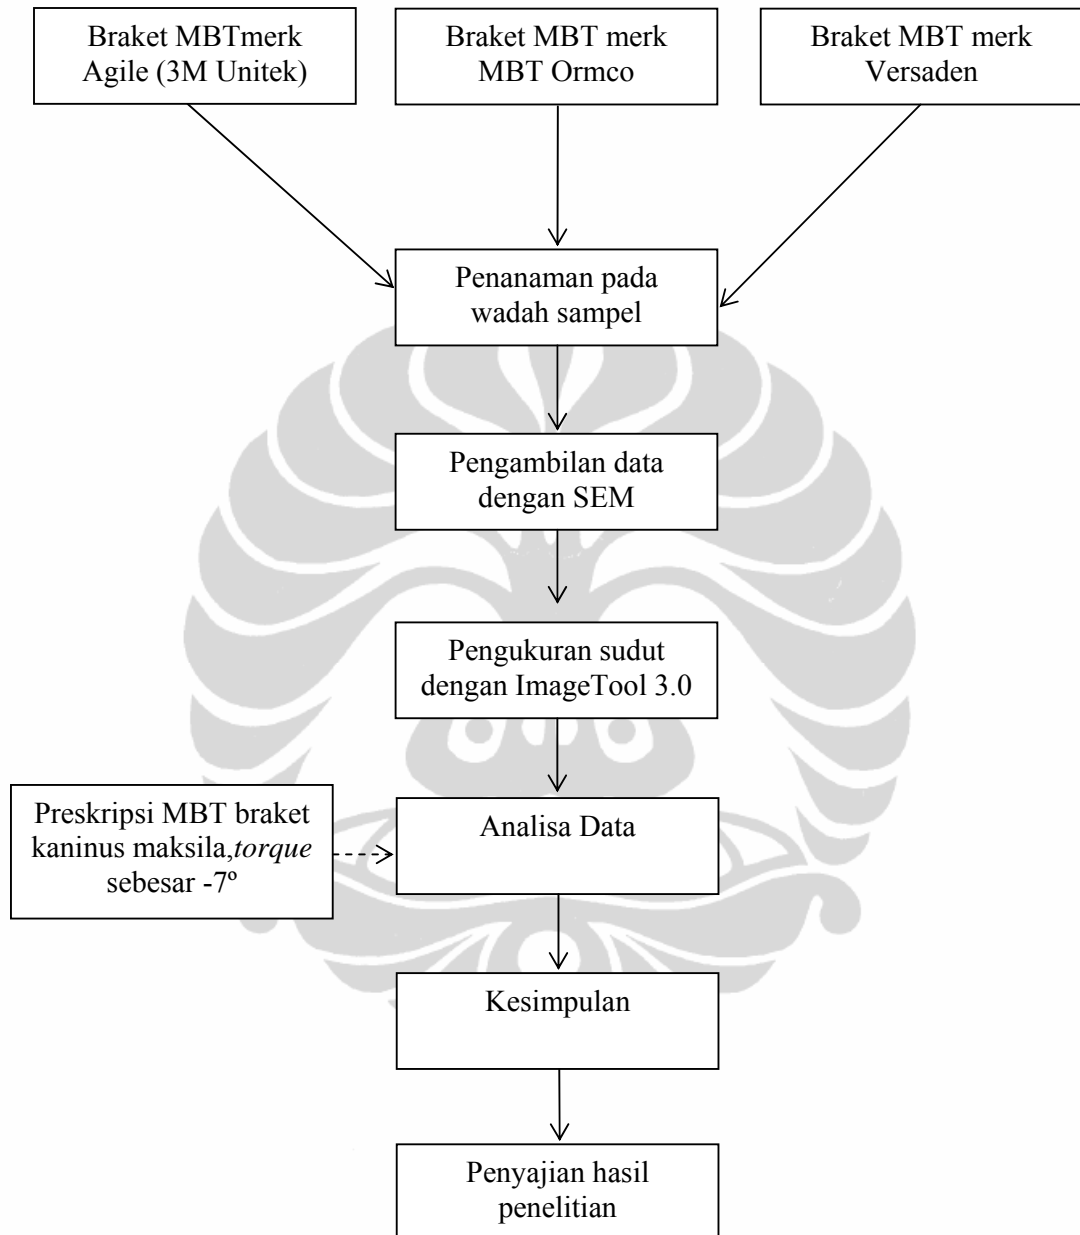 Braket MBTmerk
Agile (3M Unitek)
Braket MBT merk
MBT Ormco
Braket MBT merk
Versaden
Penanaman pada
wadah sampel
Pengambilan data
dengan SEM
Pengukuran sudut
dengan ImageTool 3.0
Preskripsi MBT braket
kaninus maksila,torque
sebesar -7º
Analisa Data
Kesimpulan
Penyajian hasil
penelitian